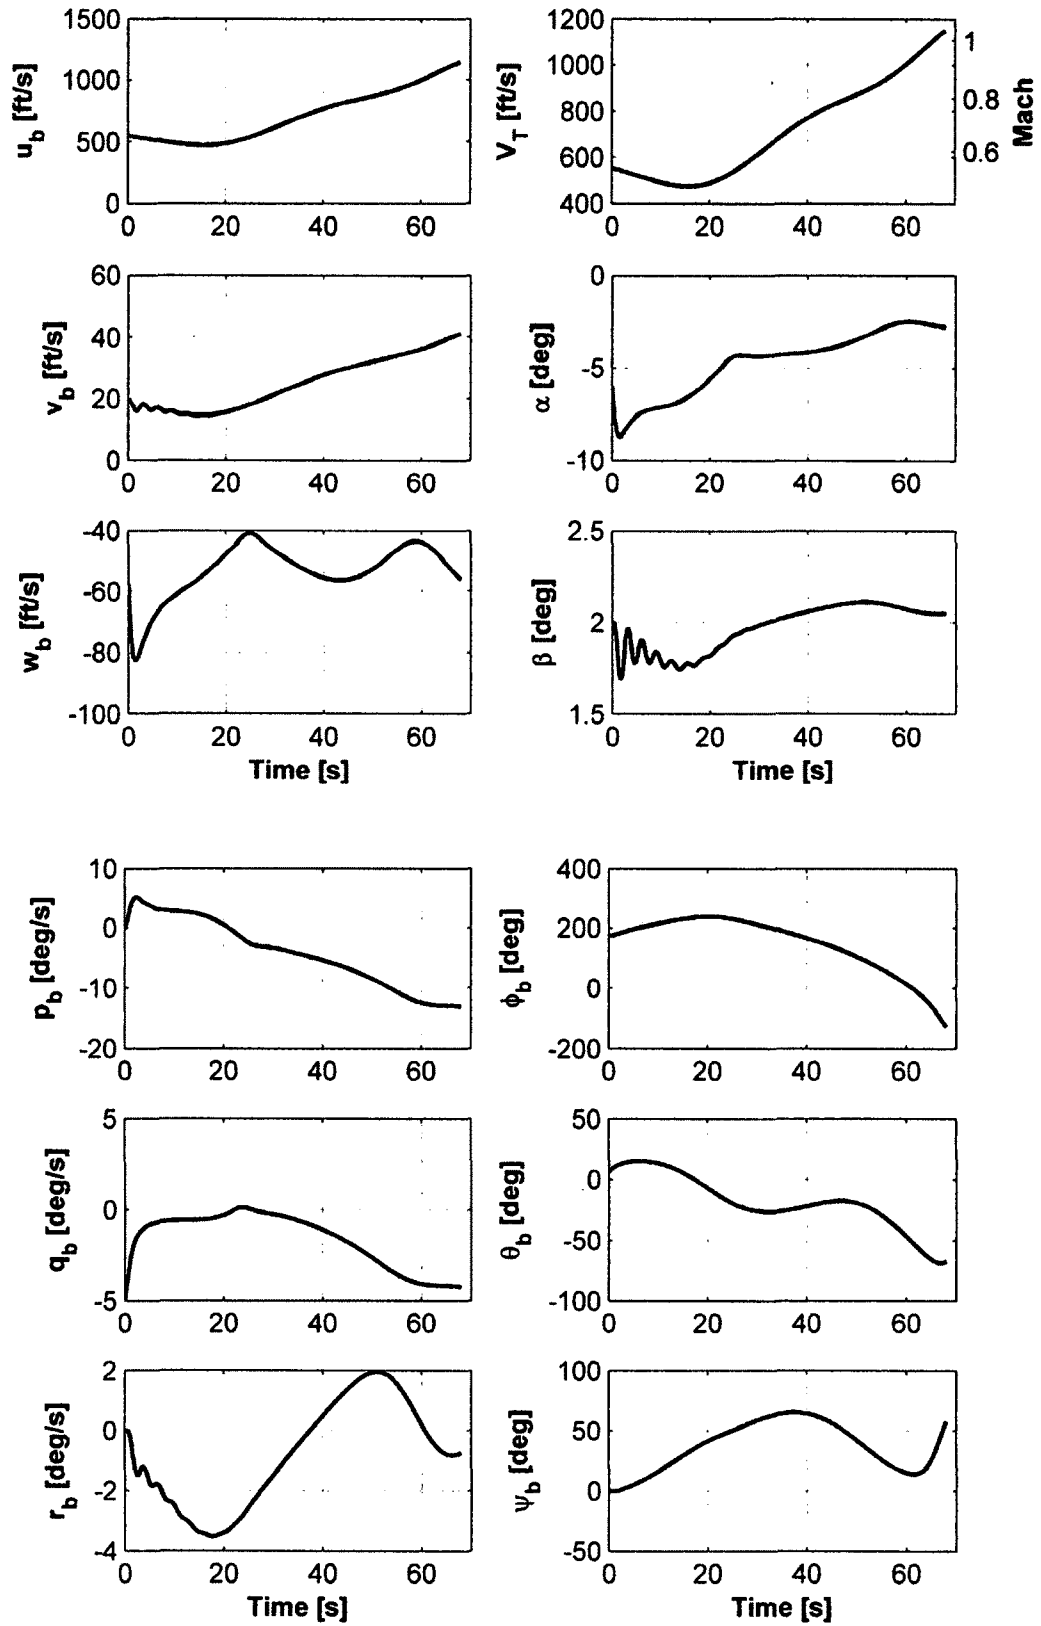 u_b [ft/s]
1500
1000
500
0
0 20 40 60
V_T [ft/s]
1200
1000
800
600
400
0 20 40 60
1
0.8
0.6
Mach
v_b [ft/s]
60
40
20
0
0 20 40 60
α [deg]
0
-5
-10
0 20 40 60
w_b [ft/s]
-40
-60
-80
-100
0 20 40 60
Time [s]
β [deg]
2.5
2
1.5
0 20 40 60
Time [s]
p_b [deg/s]
10
0
-10
-20
0 20 40 60
ϕ_b [deg]
400
200
0
-200
0 20 40 60
q_b [deg/s]
5
0
-5
0 20 40 60
θ_b [deg]
50
0
-50
-100
0 20 40 60
r_b [deg/s]
2
0
-2
-4
0 20 40 60
Time [s]
ψ_b [deg]
100
50
0
-50
0 20 40 60
Time [s]